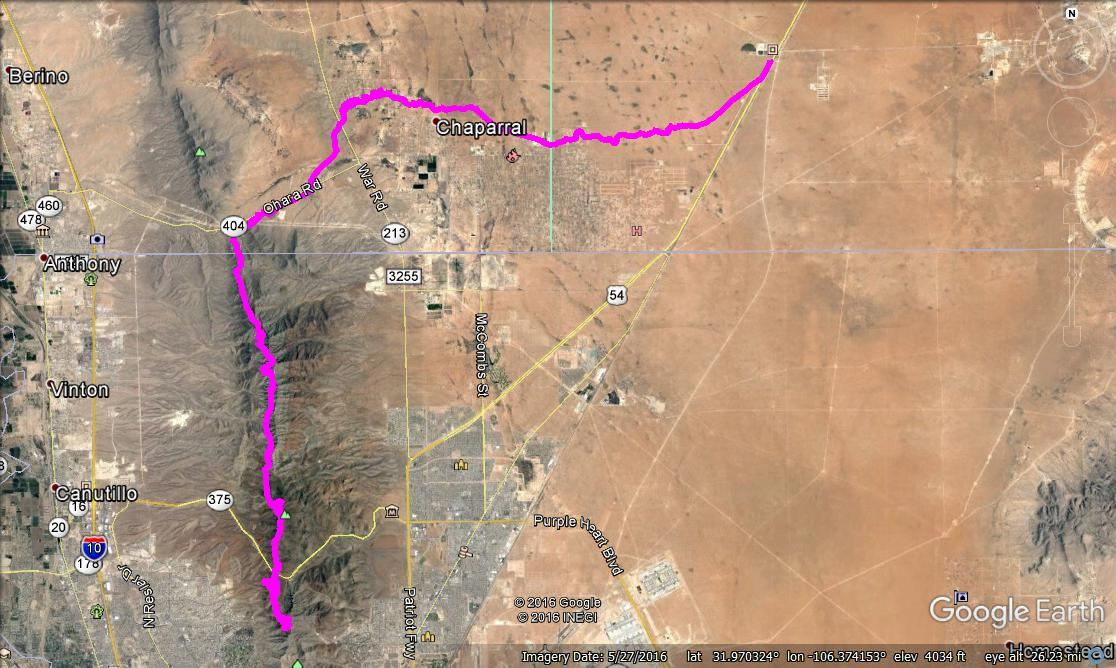 N
Berino
Chaparral
War Rd
Ohara Rd
460
478
404
213
Anthony
3255
54
McCombs St
Vinton
Canutillo
16
375
20
10
178
Purple Heart Blvd
N Resler Dr
Patriot Fwy
© 2016 Google
© 2016 INEGI
Google Earth
Homestead
Imagery Date: 5/27/2016 lat 31.970324° lon -106.374153° elev 4034 ft eye alt 26.23 mi